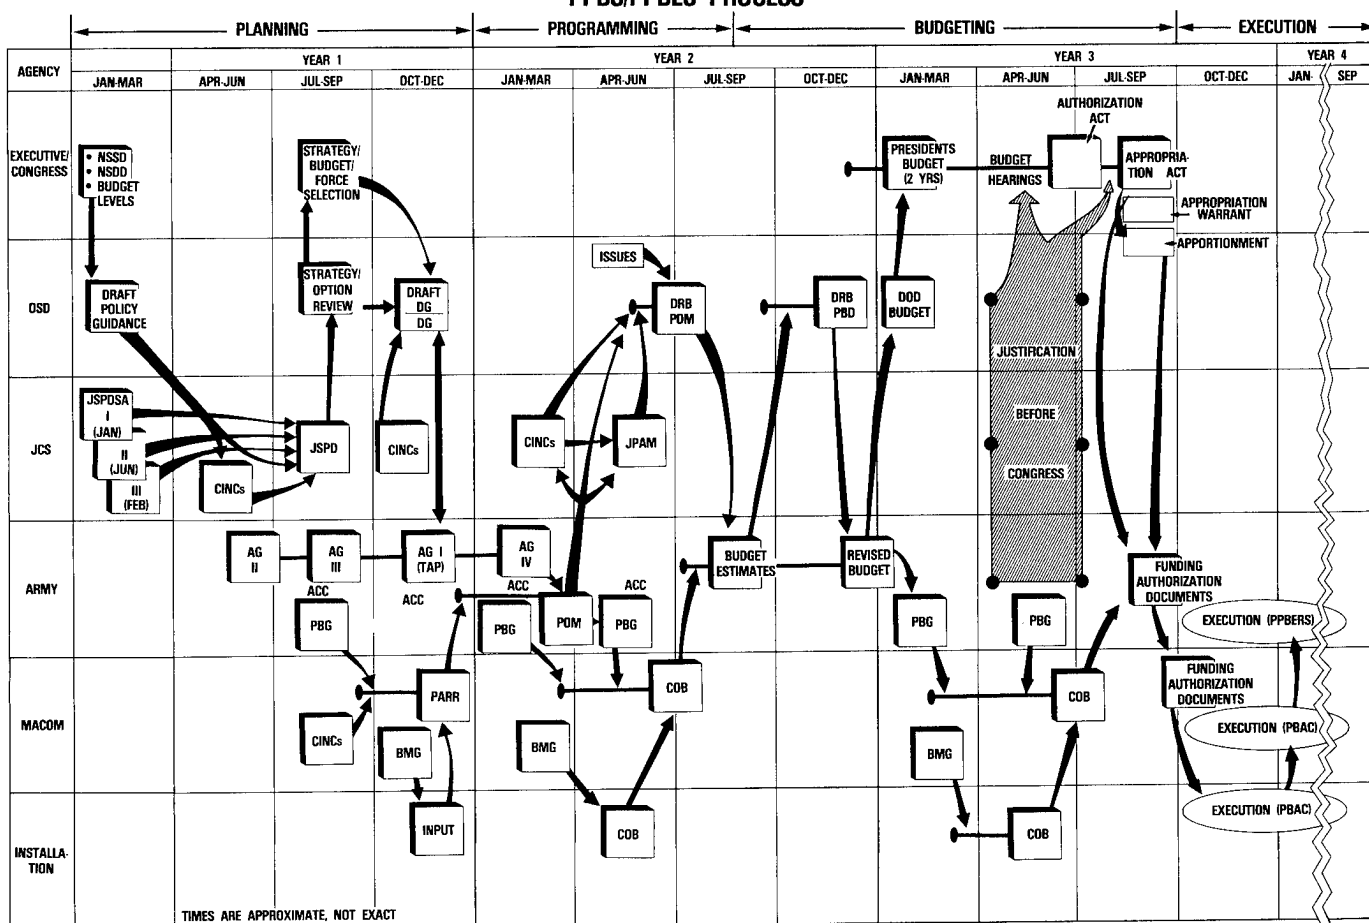 PPBS/PPBES PROCESS
PLANNING
PROGRAMMING
BUDGETING
EXECUTION
AGENCY
YEAR 1
YEAR 2
YEAR 3
YEAR 4
JAN-MAR
APR-JUN
JUL-SEP
OCT-DEC
JAN-MAR
APR-JUN
JUL-SEP
OCT-DEC
JAN-MAR
APR-JUN
JUL-SEP
OCT-DEC
JAN-
SEP
EXECUTIVE/
CONGRESS
• NSSD
• NSDD
• BUDGET
LEVELS
STRATEGY/
BUDGET/
FORCE
SELECTION
PRESIDENTS
BUDGET
(2 YRS)
BUDGET
HEARINGS
AUTHORIZATION
ACT
APPROPRIA-
TION ACT
APPROPRIATION
WARRANT
APPORTIONMENT
OSD
DRAFT
POLICY
GUIDANCE
STRATEGY/
OPTION
REVIEW
DRAFT
DG
DG
ISSUES
DRB
PDM
DRB
PBD
DOD
BUDGET
JUSTIFICATION
BEFORE
CONGRESS
JCS
JSPDSA
I
(JAN)
II
(JUN)
III
(FEB)
CINCs
JSPD
CINCs
CINCs
JPAM
ARMY
AG
II
AG
III
AG I
(TAP)
AG
IV
BUDGET
ESTIMATES
REVISED
BUDGET
FUNDING
AUTHORIZATION
DOCUMENTS
ACC
ACC
ACC
ACC
PBG
PBG
POM
PBG
PBG
PBG
EXECUTION (PPBERS)
MACOM
PARR
CINCs
BMG
BMG
COB
BMG
COB
FUNDING
AUTHORIZATION
DOCUMENTS
EXECUTION (PBAC)
INSTALLA-
TION
INPUT
COB
COB
EXECUTION (PBAC)
TIMES ARE APPROXIMATE, NOT EXACT